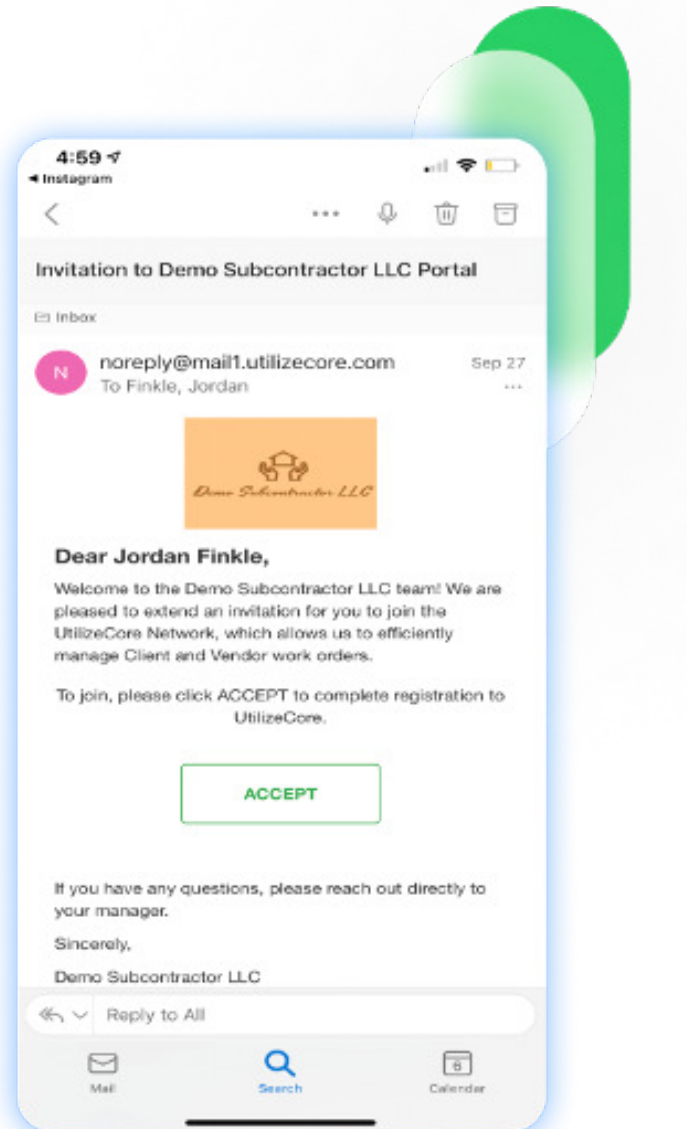 4:59
Instagram
Invitation to Demo Subcontractor LLC Portal
Inbox
N
noreply@mail1.utilizecore.com
Sep 27
To Finkle, Jordan
Demo Subcontractor LLC
Dear Jordan Finkle,
Welcome to the Demo Subcontractor LLC team! We are
pleased to extend an invitation for you to join the
UtilizeCore Network, which allows us to efficiently
manage Client and Vendor work orders.
To join, please click ACCEPT to complete registration to
UtilizeCore.
ACCEPT
If you have any questions, please reach out directly to
your manager.
Sincerely,
Demo Subcontractor LLC
Reply to All
6
Mail
Search
Calendar